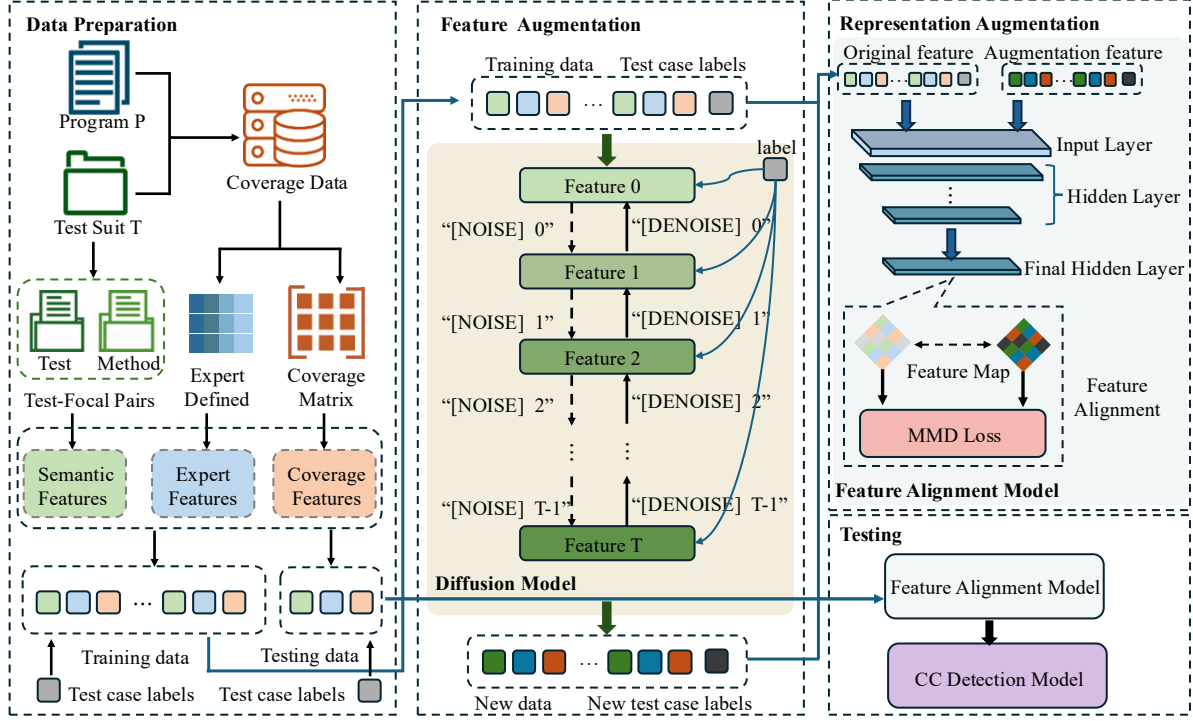 Data Preparation
Program P
Test Suit T
Coverage Data
Test
Method
Test-Focal Pairs
Expert
Defined
Coverage
Matrix
Semantic
Features
Expert
Features
Coverage
Features
...
Training data
Testing data
Test case labels
Test case labels
Feature Augmentation
Training data
Test case labels
...
label
Feature 0
“[NOISE] 0”
“[DENOISE] 0”
Feature 1
“[NOISE] 1”
“[DENOISE] 1”
Feature 2
“[NOISE] 2”
“[DENOISE] 2”
⋮
⋮
“[NOISE] T-1”
“[DENOISE] T-1”
Feature T
Diffusion Model
...
New data
New test case labels
Representation Augmentation
Original feature
Augmentation feature
...
...
Input Layer
⋮
Hidden Layer
Final Hidden Layer
Feature Map
MMD Loss
Feature
Alignment
Feature Alignment Model
Testing
Feature Alignment Model
CC Detection Model